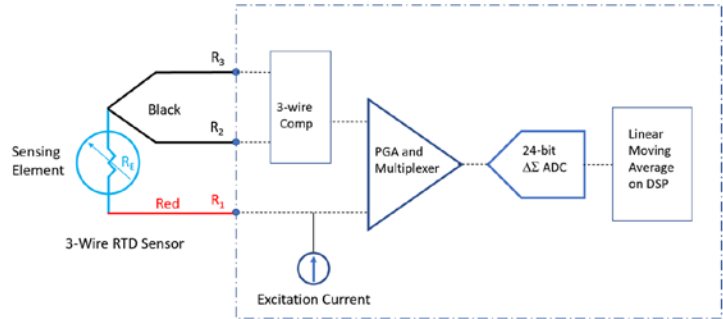 R3
Black
R2
Sensing
Element
RE
Red
R1
3-Wire RTD Sensor
3-wire
Comp
PGA and
Multiplexer
24-bit
ΔΣ ADC
Linear
Moving
Average
on DSP
Excitation Current